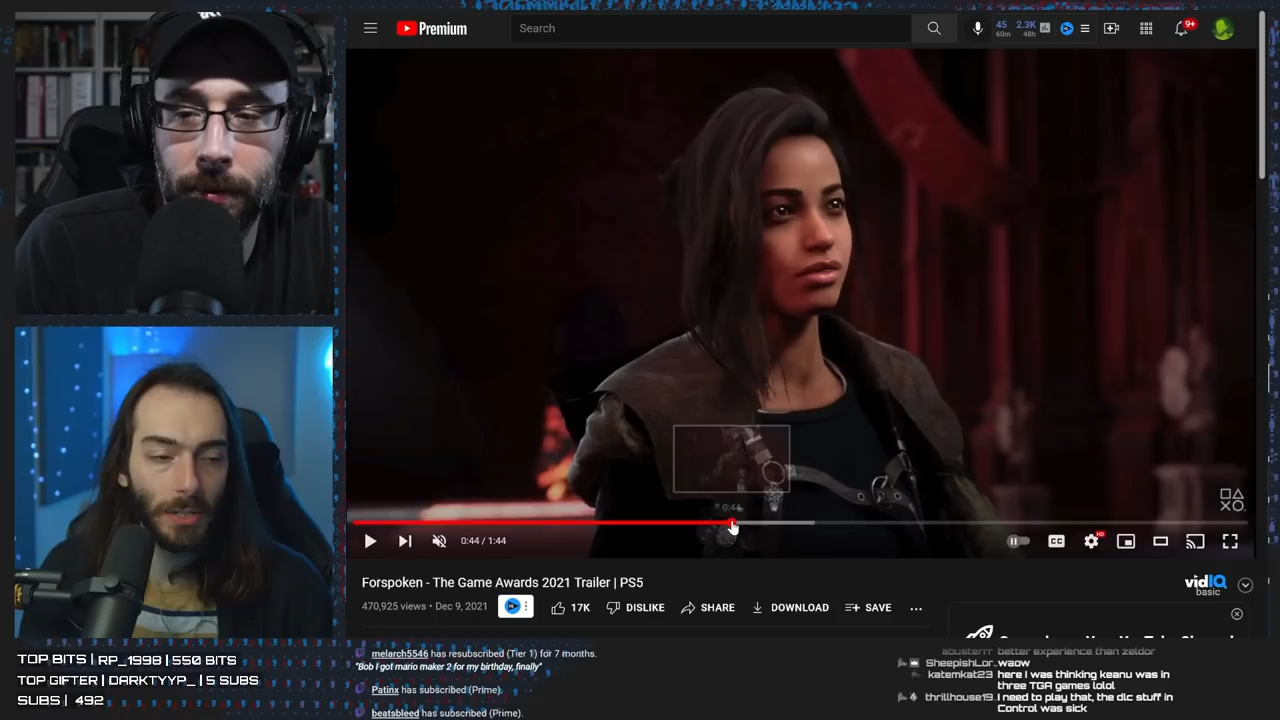 Premium
Search
45 2.3K
60m 48h
9+
0:44
0:44 / 1:44
CC
HD
Forspoken - The Game Awards 2021 Trailer | PS5
470,925 views • Dec 9, 2021
17K
DISLIKE
SHARE
DOWNLOAD
SAVE
vidIQ
basic
TOP BITS | RP_1998 | 550 BITS
TOP GIFTER | DARKTYYP_ | 5 SUBS
SUBS | 492
melarch5546 has resubscribed (Tier 1) for 7 months.
"Bob I got mario maker 2 for my birthday, finally"
Patinx has subscribed (Prime).
beatsbleed has subscribed (Prime).
abusterrr better experience than zeldor
SheepishLor.. waow
katemkat23 here I was thinking keanu was in
three TGA games lolol
thrillhouse19.. I need to play that, the dlc stuff in
Control was sick